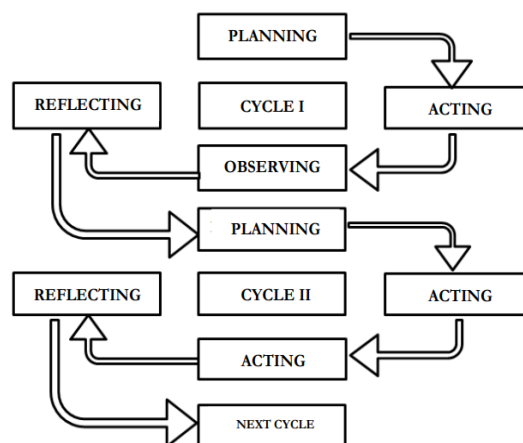 PLANNING
REFLECTING
CYCLE I
ACTING
OBSERVING
PLANNING
REFLECTING
CYCLE II
ACTING
ACTING
NEXT CYCLE